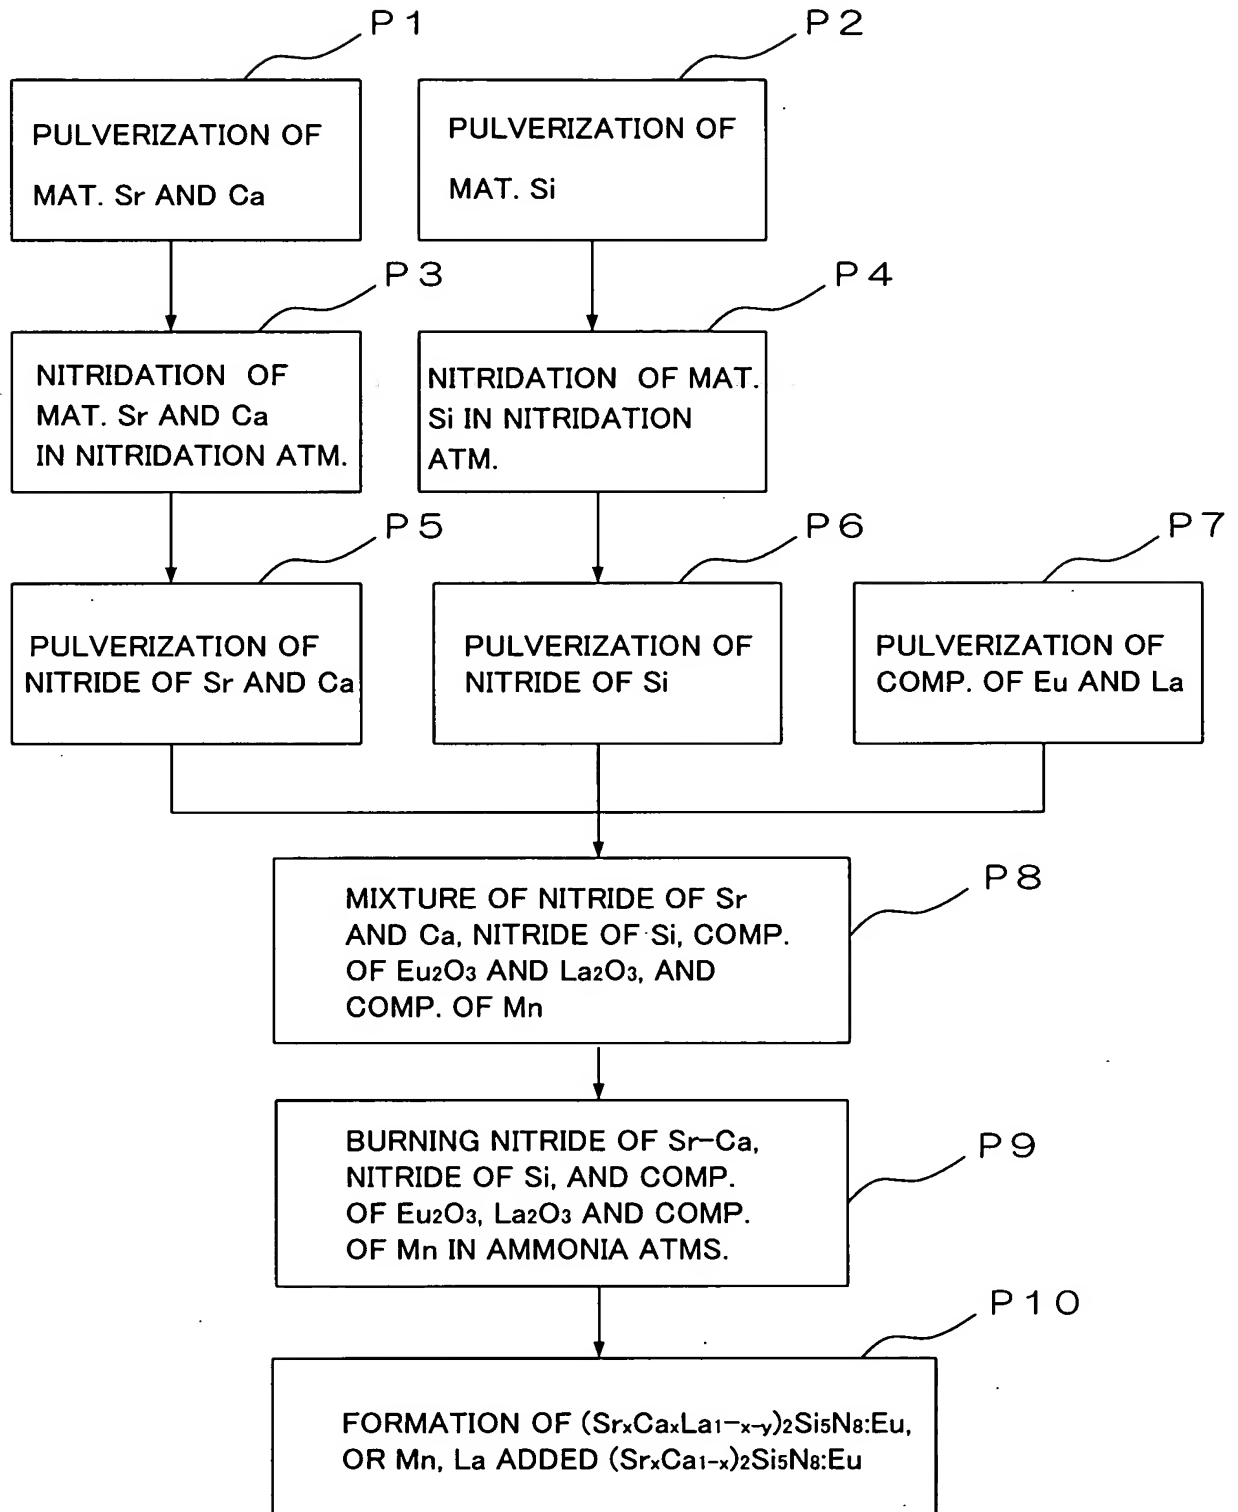 P1
P2
PULVERIZATION OF
MAT. Sr AND Ca
PULVERIZATION OF
MAT. Si
P3
P4
NITRIDATION OF
MAT. Sr AND Ca
IN NITRIDATION ATM.
NITRIDATION OF MAT.
Si IN NITRIDATION
ATM.
P5
P6
P7
PULVERIZATION OF
NITRIDE OF Sr AND Ca
PULVERIZATION OF
NITRIDE OF Si
PULVERIZATION OF
COMP. OF Eu AND La
P8
MIXTURE OF NITRIDE OF Sr
AND Ca, NITRIDE OF Si, COMP.
OF Eu₂O₃ AND La₂O₃, AND
COMP. OF Mn
P9
BURNING NITRIDE OF Sr-Ca,
NITRIDE OF Si, AND COMP.
OF Eu₂O₃, La₂O₃ AND COMP.
OF Mn IN AMMONIA ATMS.
P10
FORMATION OF (SrₓCaₓLa1-x-y)₂Si₅N₈:Eu,
OR Mn, La ADDED (SrₓCa1-x)₂Si₅N₈:Eu